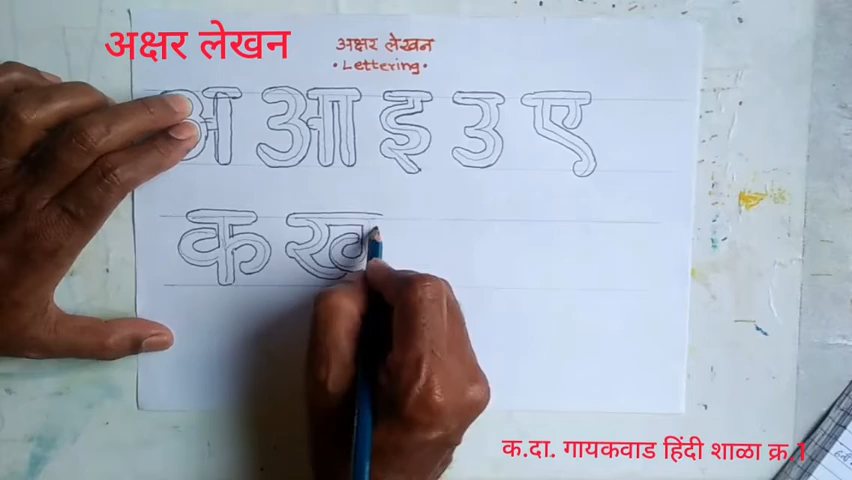 अक्षर लेखन
अक्षर लेखन
• Lettering •
अ आ इ उ ए
क ख
क.दा. गायकवाड हिंदी शाळा क्र.1